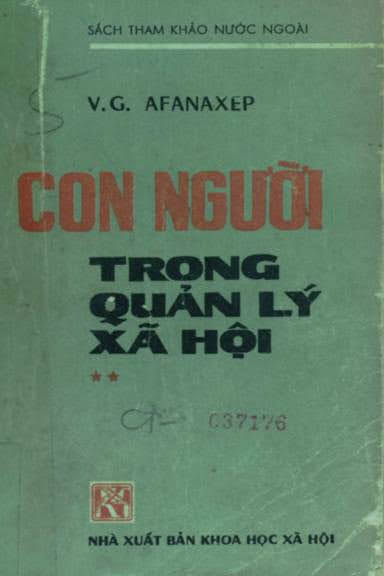 SÁCH THAM KHẢO NƯỚC NGOÀI
V.G. AFANAXEP
CON NGƯỜI
TRONG
QUẢN LÝ
XÃ HỘI
**
037176
NHÀ XUẤT BẢN KHOA HỌC XÃ HỘI